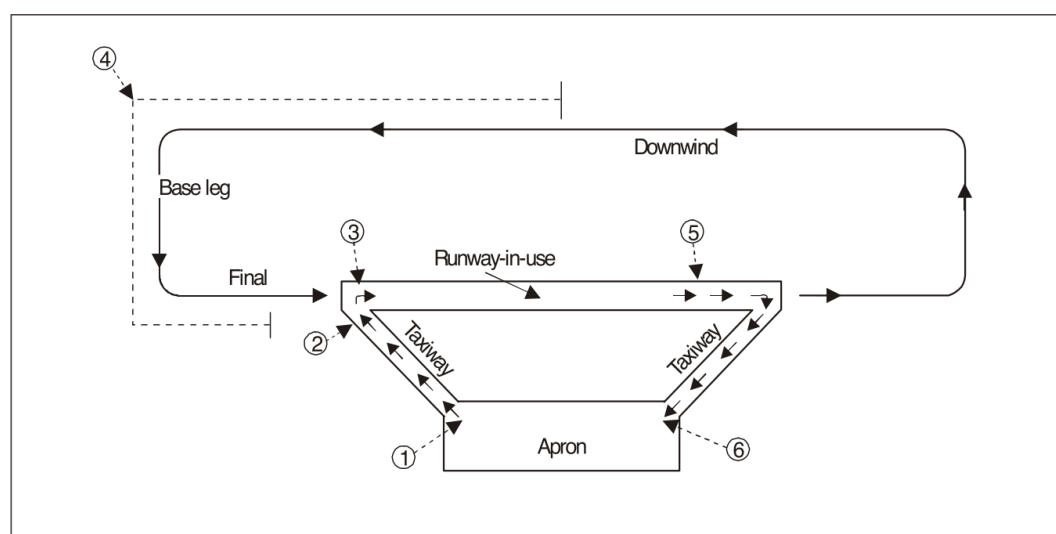 ④
Downwind
Base leg
③
⑤
Runway-in-use
Final
②
Taxiway
Taxiway
①
Apron
⑥